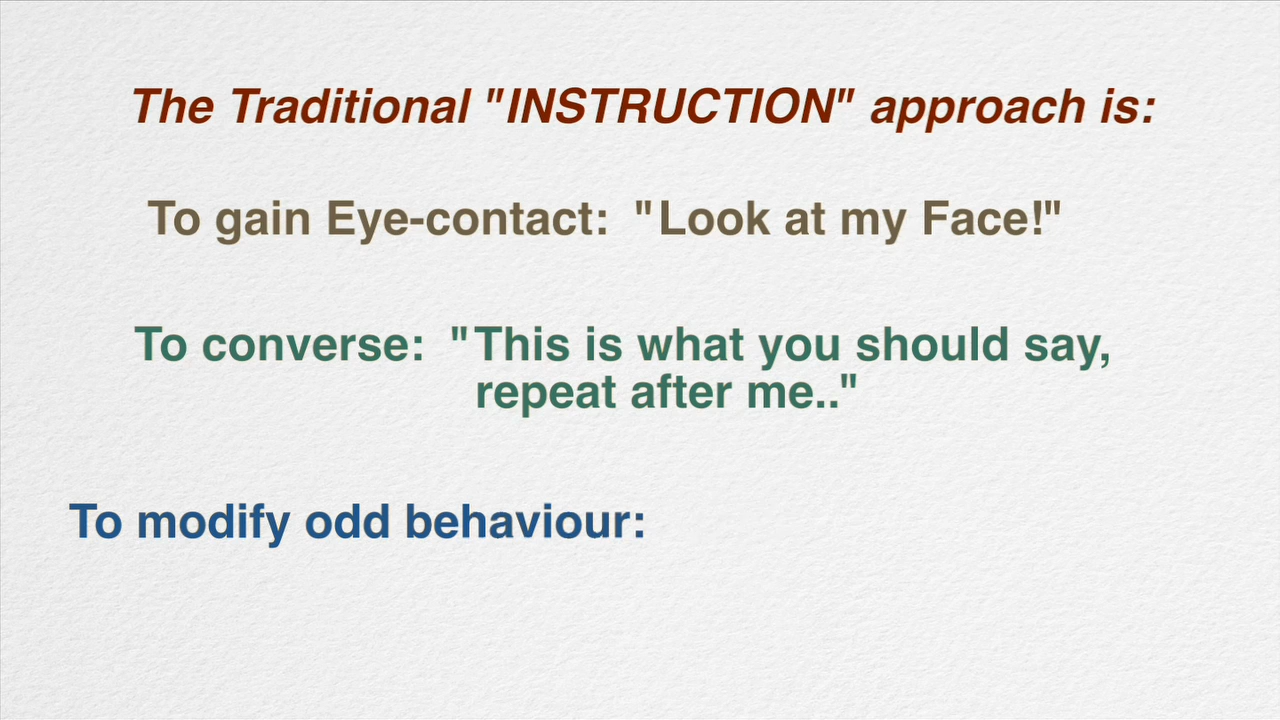 The Traditional "INSTRUCTION" approach is:
To gain Eye-contact: "Look at my Face!"
To converse: "This is what you should say,
repeat after me.."
To modify odd behaviour: